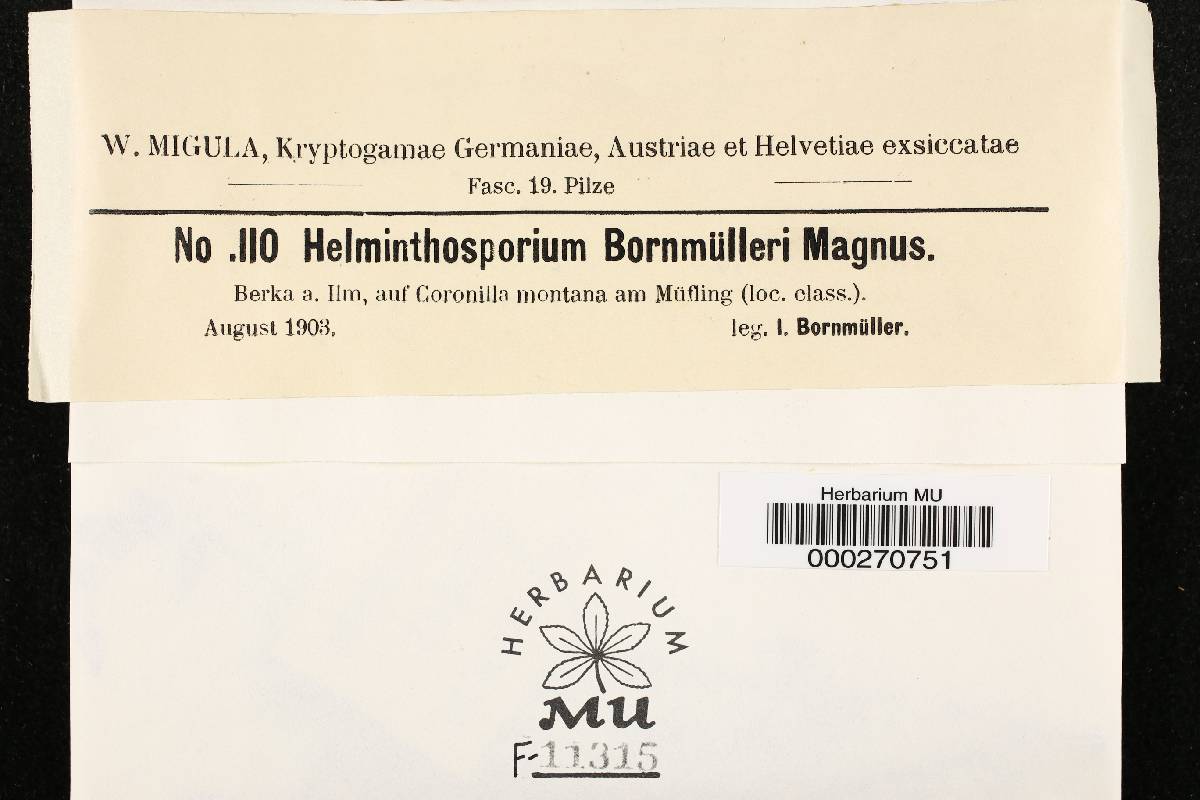 W. MIGULA, Kryptogamae Germaniae, Austriae et Helvetiae exsiccatae
Fasc. 19. Pilze
No .110 Helminthosporium Bornmülleri Magnus.
Berka a. Ilm, auf Coronilla montana am Müfling (loc. class.).
August 1903. leg. I. Bornmüller.
Herbarium MU
000270751
HERBARIUM
MU
F-11315